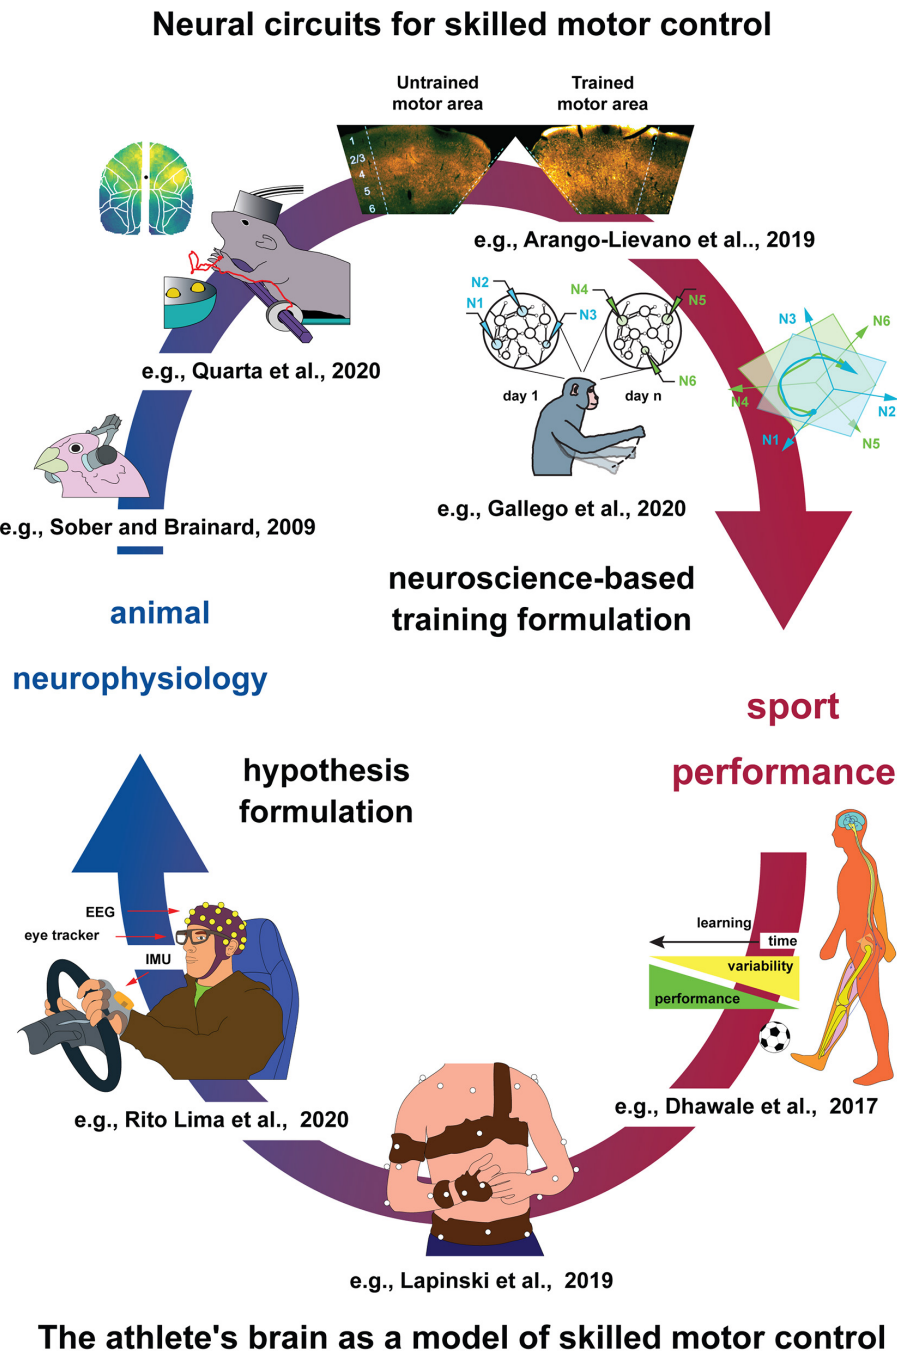 Neural circuits for skilled motor control
Untrained
motor area
Trained
motor area
1
2/3
4
5
6
e.g., Arango-Lievano et al.., 2019
e.g., Quarta et al., 2020
N2
N1
N3
N4
N5
N6
day 1
day n
e.g., Gallego et al., 2020
N3
N6
N4
N2
N1
N5
e.g., Sober and Brainard, 2009
neuroscience-based
training formulation
animal
neurophysiology
sport
performance
hypothesis
formulation
EEG
eye tracker
IMU
learning
time
variability
performance
e.g., Rito Lima et al.,  2020
e.g., Dhawale et al.,  2017
e.g., Lapinski et al.,  2019
The athlete's brain as a model of skilled motor control